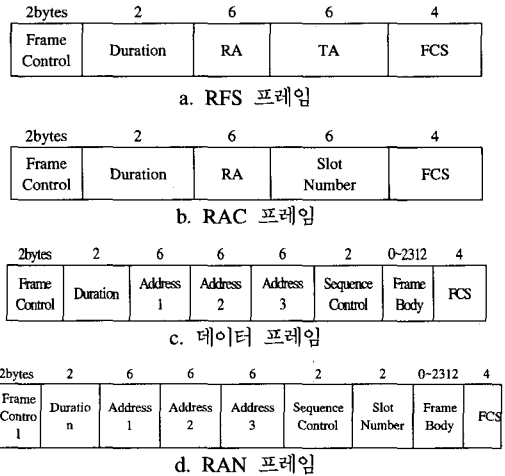 2bytes 2 6 6 4
Frame Control Duration RA TA FCS
a. RFS 프레임
2bytes 2 6 6 4
Frame Control Duration RA Slot Number FCS
b. RAC 프레임
2bytes 2 6 6 6 2 0~2312 4
Frame Control Duration Address 1 Address 2 Address 3 Sequence Control Frame Body FCS
c. 데이터 프레임
2bytes 2 6 6 6 2 2 0~2312 4
Frame Control Duration Address 1 Address 2 Address 3 Sequence Control Slot Number Frame Body FCS
d. RAN 프레임